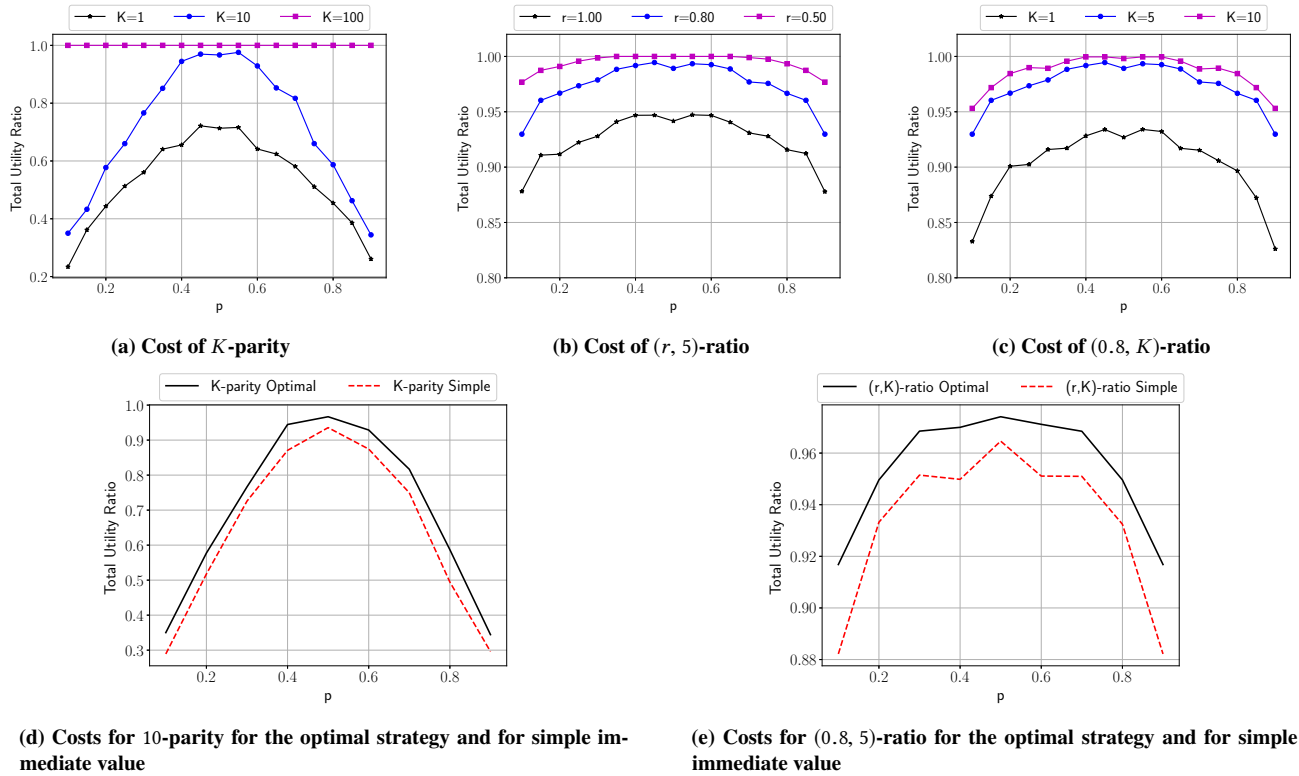 K=1 K=10 K=100
1.0
0.8
0.6
0.4
0.2
0.2 0.4 0.6 0.8
Total Utility Ratio
p
(a) Cost of K-parity
r=1.00 r=0.80 r=0.50
1.00
0.95
0.90
0.85
0.80
0.2 0.4 0.6 0.8
Total Utility Ratio
p
(b) Cost of (r, 5)-ratio
K=1 K=5 K=10
1.00
0.95
0.90
0.85
0.80
0.2 0.4 0.6 0.8
Total Utility Ratio
p
(c) Cost of (0.8, K)-ratio
K-parity Optimal K-parity Simple
1.0
0.9
0.8
0.7
0.6
0.5
0.4
0.3
0.2 0.4 0.6 0.8
Total Utility Ratio
p
(d) Costs for 10-parity for the optimal strategy and for simple im-
mediate value
(r,K)-ratio Optimal (r,K)-ratio Simple
0.96
0.94
0.92
0.90
0.88
0.2 0.4 0.6 0.8
Total Utility Ratio
p
(e) Costs for (0.8, 5)-ratio for the optimal strategy and for simple
immediate value